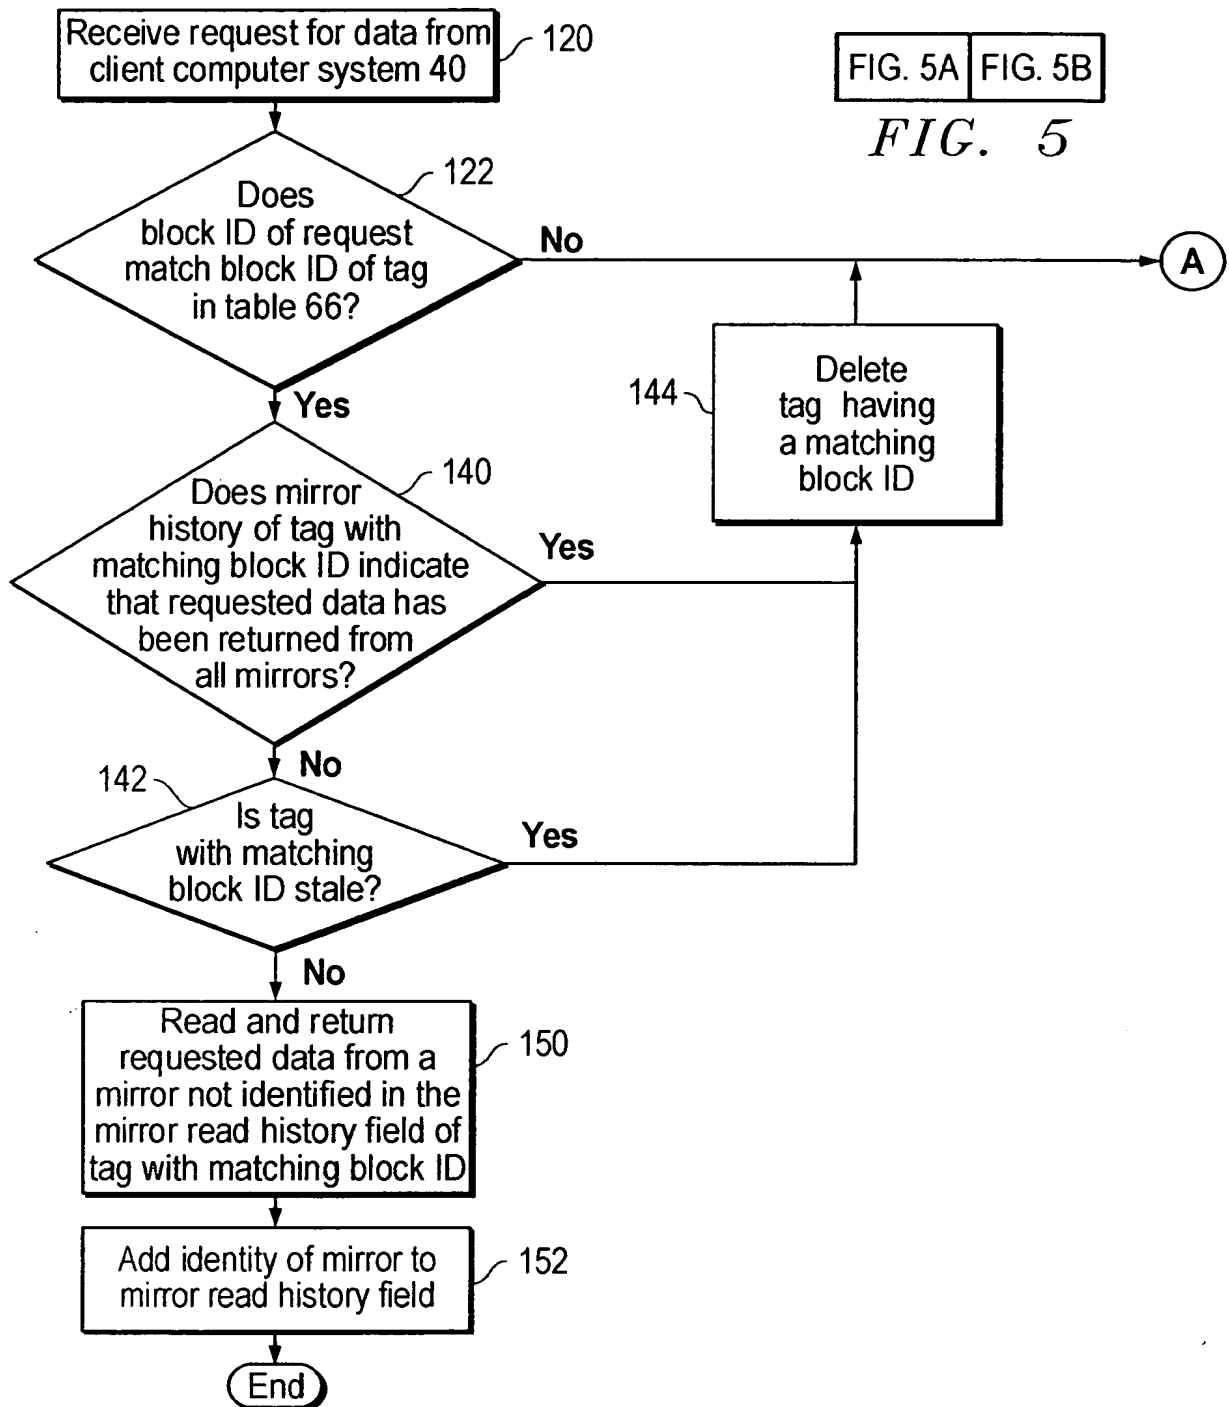 Receive request for data from
client computer system 40
120
FIG. 5A FIG. 5B
FIG. 5
122
Does
block ID of request
match block ID of tag
in table 66?
No
A
Yes
144
Delete
tag having
a matching
block ID
140
Does mirror
history of tag with
matching block ID indicate
that requested data has
been returned from
all mirrors?
Yes
No
142
Is tag
with matching
block ID stale?
Yes
No
Read and return
requested data from a
mirror not identified in the
mirror read history field of
tag with matching block ID
150
Add identity of mirror to
mirror read history field
152
End